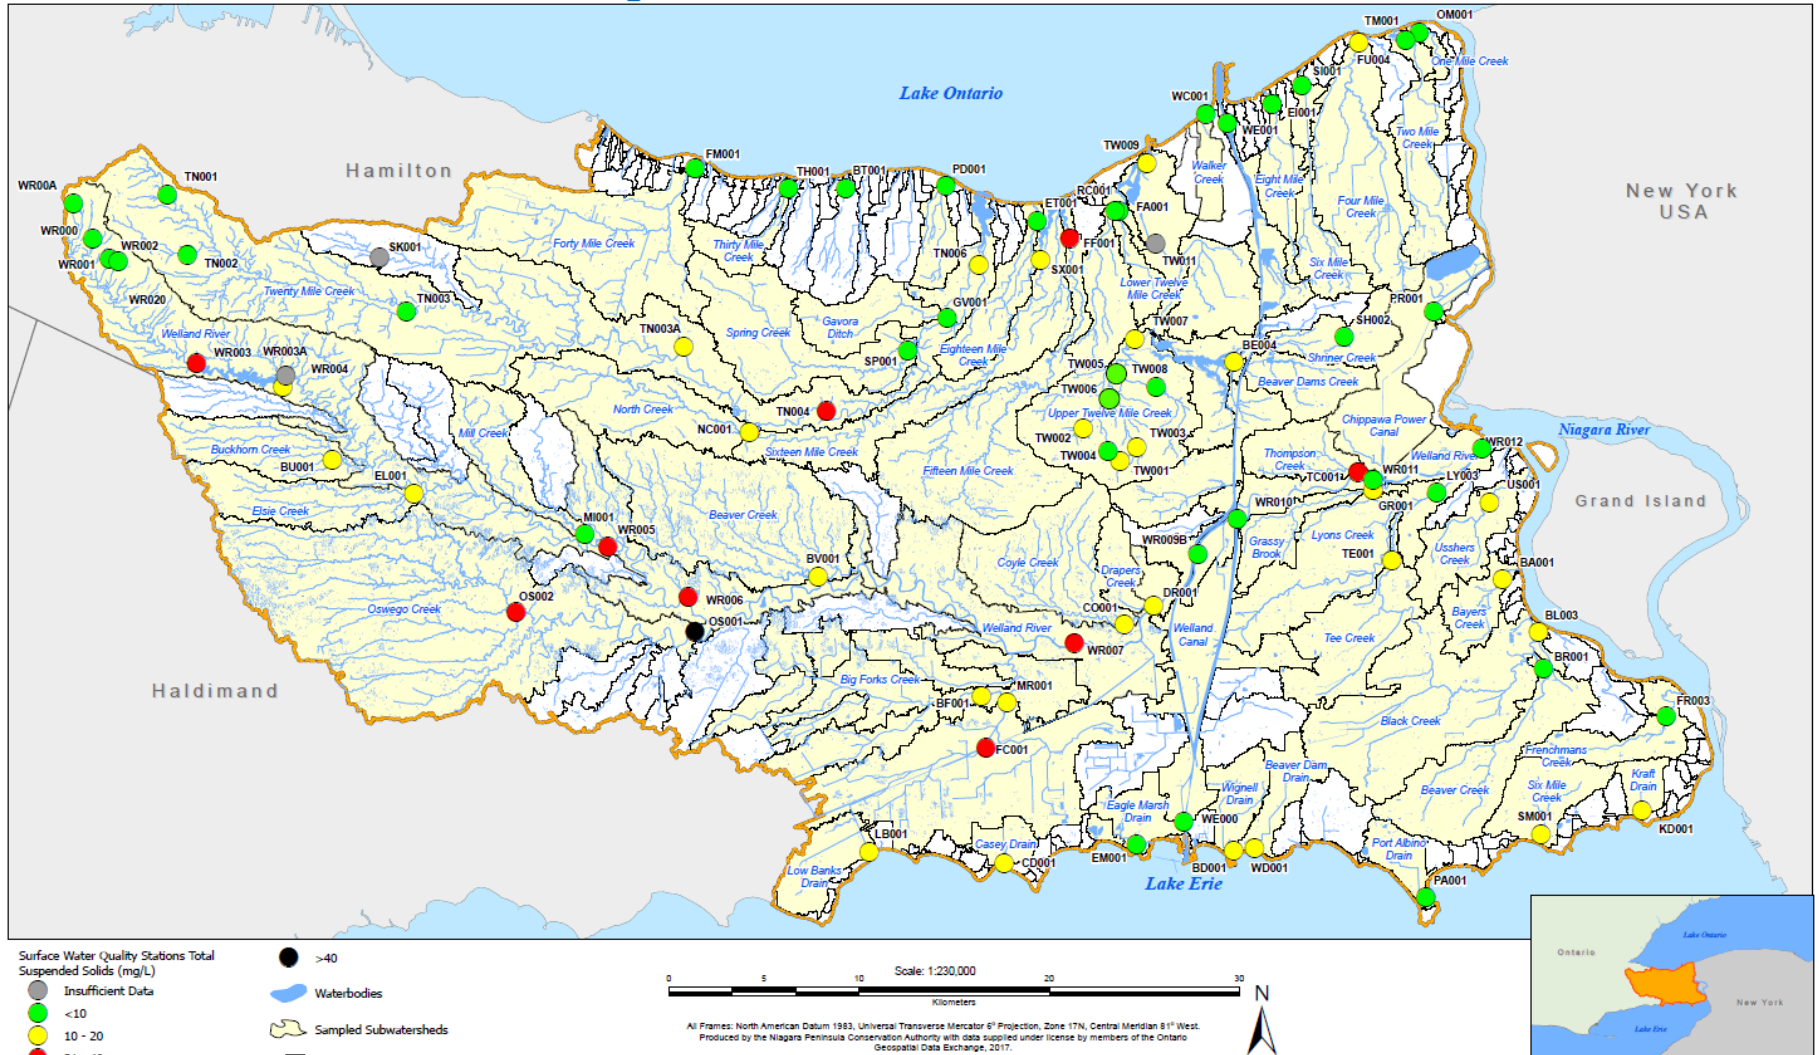 TM001
OM001
FU004
One Mile Creek
SI001
Lake Ontario
WC001
EI001
WE001
Two Mile
Creek
TW009
Walker
Creek
FM001
Hamilton
TH001
BT001
PD001
TN001
WR00A
RC001
Eight Mile
Creek
New York
USA
ET001
FA001
Four Mile
Creek
WR000
WR002
SK001
Forty Mile Creek
Thirty Mile
Creek
FF001
TN006
SX001
TW011
WR001
TN002
Six Mile
Creek
Twenty Mile Creek
Lower Twelve
Mile Creek
WR020
TN003
GV001
PR001
Welland River
TN003A
Spring Creek
Gavora
Ditch
TW007
SH002
WR003
WR003A
WR004
SP001
Eighteen Mile
Creek
BE004
Shriner Creek
TW005
TW008
Beaver Dams Creek
TW006
North Creek
TN004
Upper Twelve Mile Creek
Chippawa Power
Canal
Mill Creek
NC001
Niagara River
Buckhorn Creek
Sixteen Mile Creek
TW002
TW003
WR012
BU001
TW004
Thompson
Creek
Welland River
EL001
Fifteen Mile Creek
TW001
TC001
WR011
LY003
US001
Elsie Creek
Beaver Creek
WR010
GR001
Grand Island
MI001
WR005
WR009B
Grassy
Brook
Lyons Creek
TE001
Usshers
Creek
BV001
Coyle Creek
Drapers
Creek
BA001
OS002
WR006
DR001
Oswego Creek
CO001
Bayers
Creek
OS001
Welland River
Welland
Canal
Tee Creek
BL003
WR007
BR001
Haldimand
Big Forks Creek
MR001
BF001
FR003
Black Creek
FC001
Frenchmans
Creek
Beaver Dam
Drain
Wignell
Drain
Beaver Creek
Six Mile
Creek
Kraft
Drain
Eagle Marsh
Drain
WE000
SM001
KD001
LB001
Casey Drain
EM001
CD001
BD001
WD001
Port Albino
Drain
Low Banks
Drain
Lake Erie
PA001
Surface Water Quality Stations Total
Suspended Solids (mg/L)
Insufficient Data
<10
10 - 20
>40
Waterbodies
Sampled Subwatersheds
Scale: 1:230,000
0 5 10 20 30
Kilometers
N
All Frames: North American Datum 1983, Universal Transverse Mercator 6° Projection, Zone 17N, Central Meridian 81° West.
Produced by the Niagara Peninsula Conservation Authority with data supplied under license by members of the Ontario
Geospatial Data Exchange, 2017.
Lake Ontario
Ontario
New York
Lake Erie